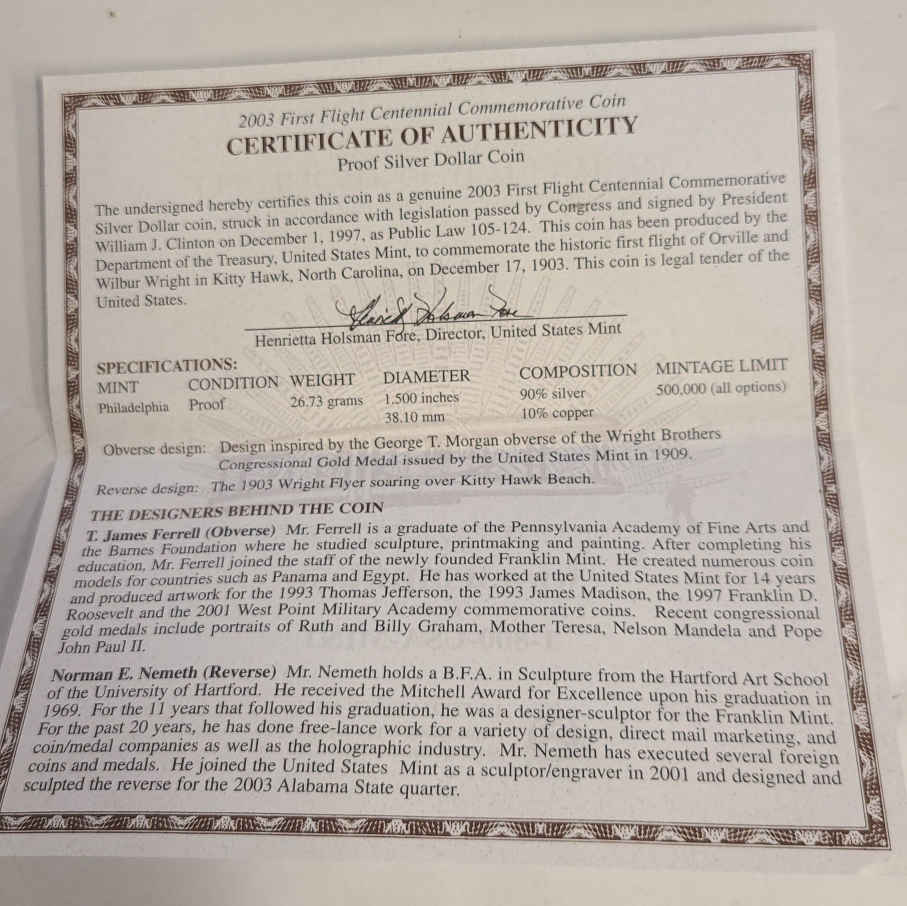 2003 First Flight Centennial Commemorative Coin
CERTIFICATE OF AUTHENTICITY
Proof Silver Dollar Coin
The undersigned hereby certifies this coin as a genuine 2003 First Flight Centennial Commemorative
Silver Dollar coin, struck in accordance with legislation passed by Congress and signed by President
William J. Clinton on December 1, 1997, as Public Law 105-124. This coin has been produced by the
Department of the Treasury, United States Mint, to commemorate the historic first flight of Orville and
Wilbur Wright in Kitty Hawk, North Carolina, on December 17, 1903. This coin is legal tender of the
United States.
Henrietta Holsman Fore
Henrietta Holsman Fore, Director, United States Mint
SPECIFICATIONS:
MINT CONDITION WEIGHT DIAMETER COMPOSITION MINTAGE LIMIT
Philadelphia Proof 26.73 grams 1.500 inches 90% silver 500,000 (all options)
38.10 mm 10% copper
Obverse design: Design inspired by the George T. Morgan obverse of the Wright Brothers
Congressional Gold Medal issued by the United States Mint in 1909.
Reverse design: The 1903 Wright Flyer soaring over Kitty Hawk Beach.
THE DESIGNERS BEHIND THE COIN
T. James Ferrell (Obverse) Mr. Ferrell is a graduate of the Pennsylvania Academy of Fine Arts and
the Barnes Foundation where he studied sculpture, printmaking and painting. After completing his
education, Mr. Ferrell joined the staff of the newly founded Franklin Mint. He created numerous coin
models for countries such as Panama and Egypt. He has worked at the United States Mint for 14 years
and produced artwork for the 1993 Thomas Jefferson, the 1993 James Madison, the 1997 Franklin D.
Roosevelt and the 2001 West Point Military Academy commemorative coins. Recent congressional
gold medals include portraits of Ruth and Billy Graham, Mother Teresa, Nelson Mandela and Pope
John Paul II.
Norman E. Nemeth (Reverse) Mr. Nemeth holds a B.F.A. in Sculpture from the Hartford Art School
of the University of Hartford. He received the Mitchell Award for Excellence upon his graduation in
1969. For the 11 years that followed his graduation, he was a designer-sculptor for the Franklin Mint.
For the past 20 years, he has done free-lance work for a variety of design, direct mail marketing, and
coin/medal companies as well as the holographic industry. Mr. Nemeth has executed several foreign
coins and medals. He joined the United States Mint as a sculptor/engraver in 2001 and designed and
sculpted the reverse for the 2003 Alabama State quarter.